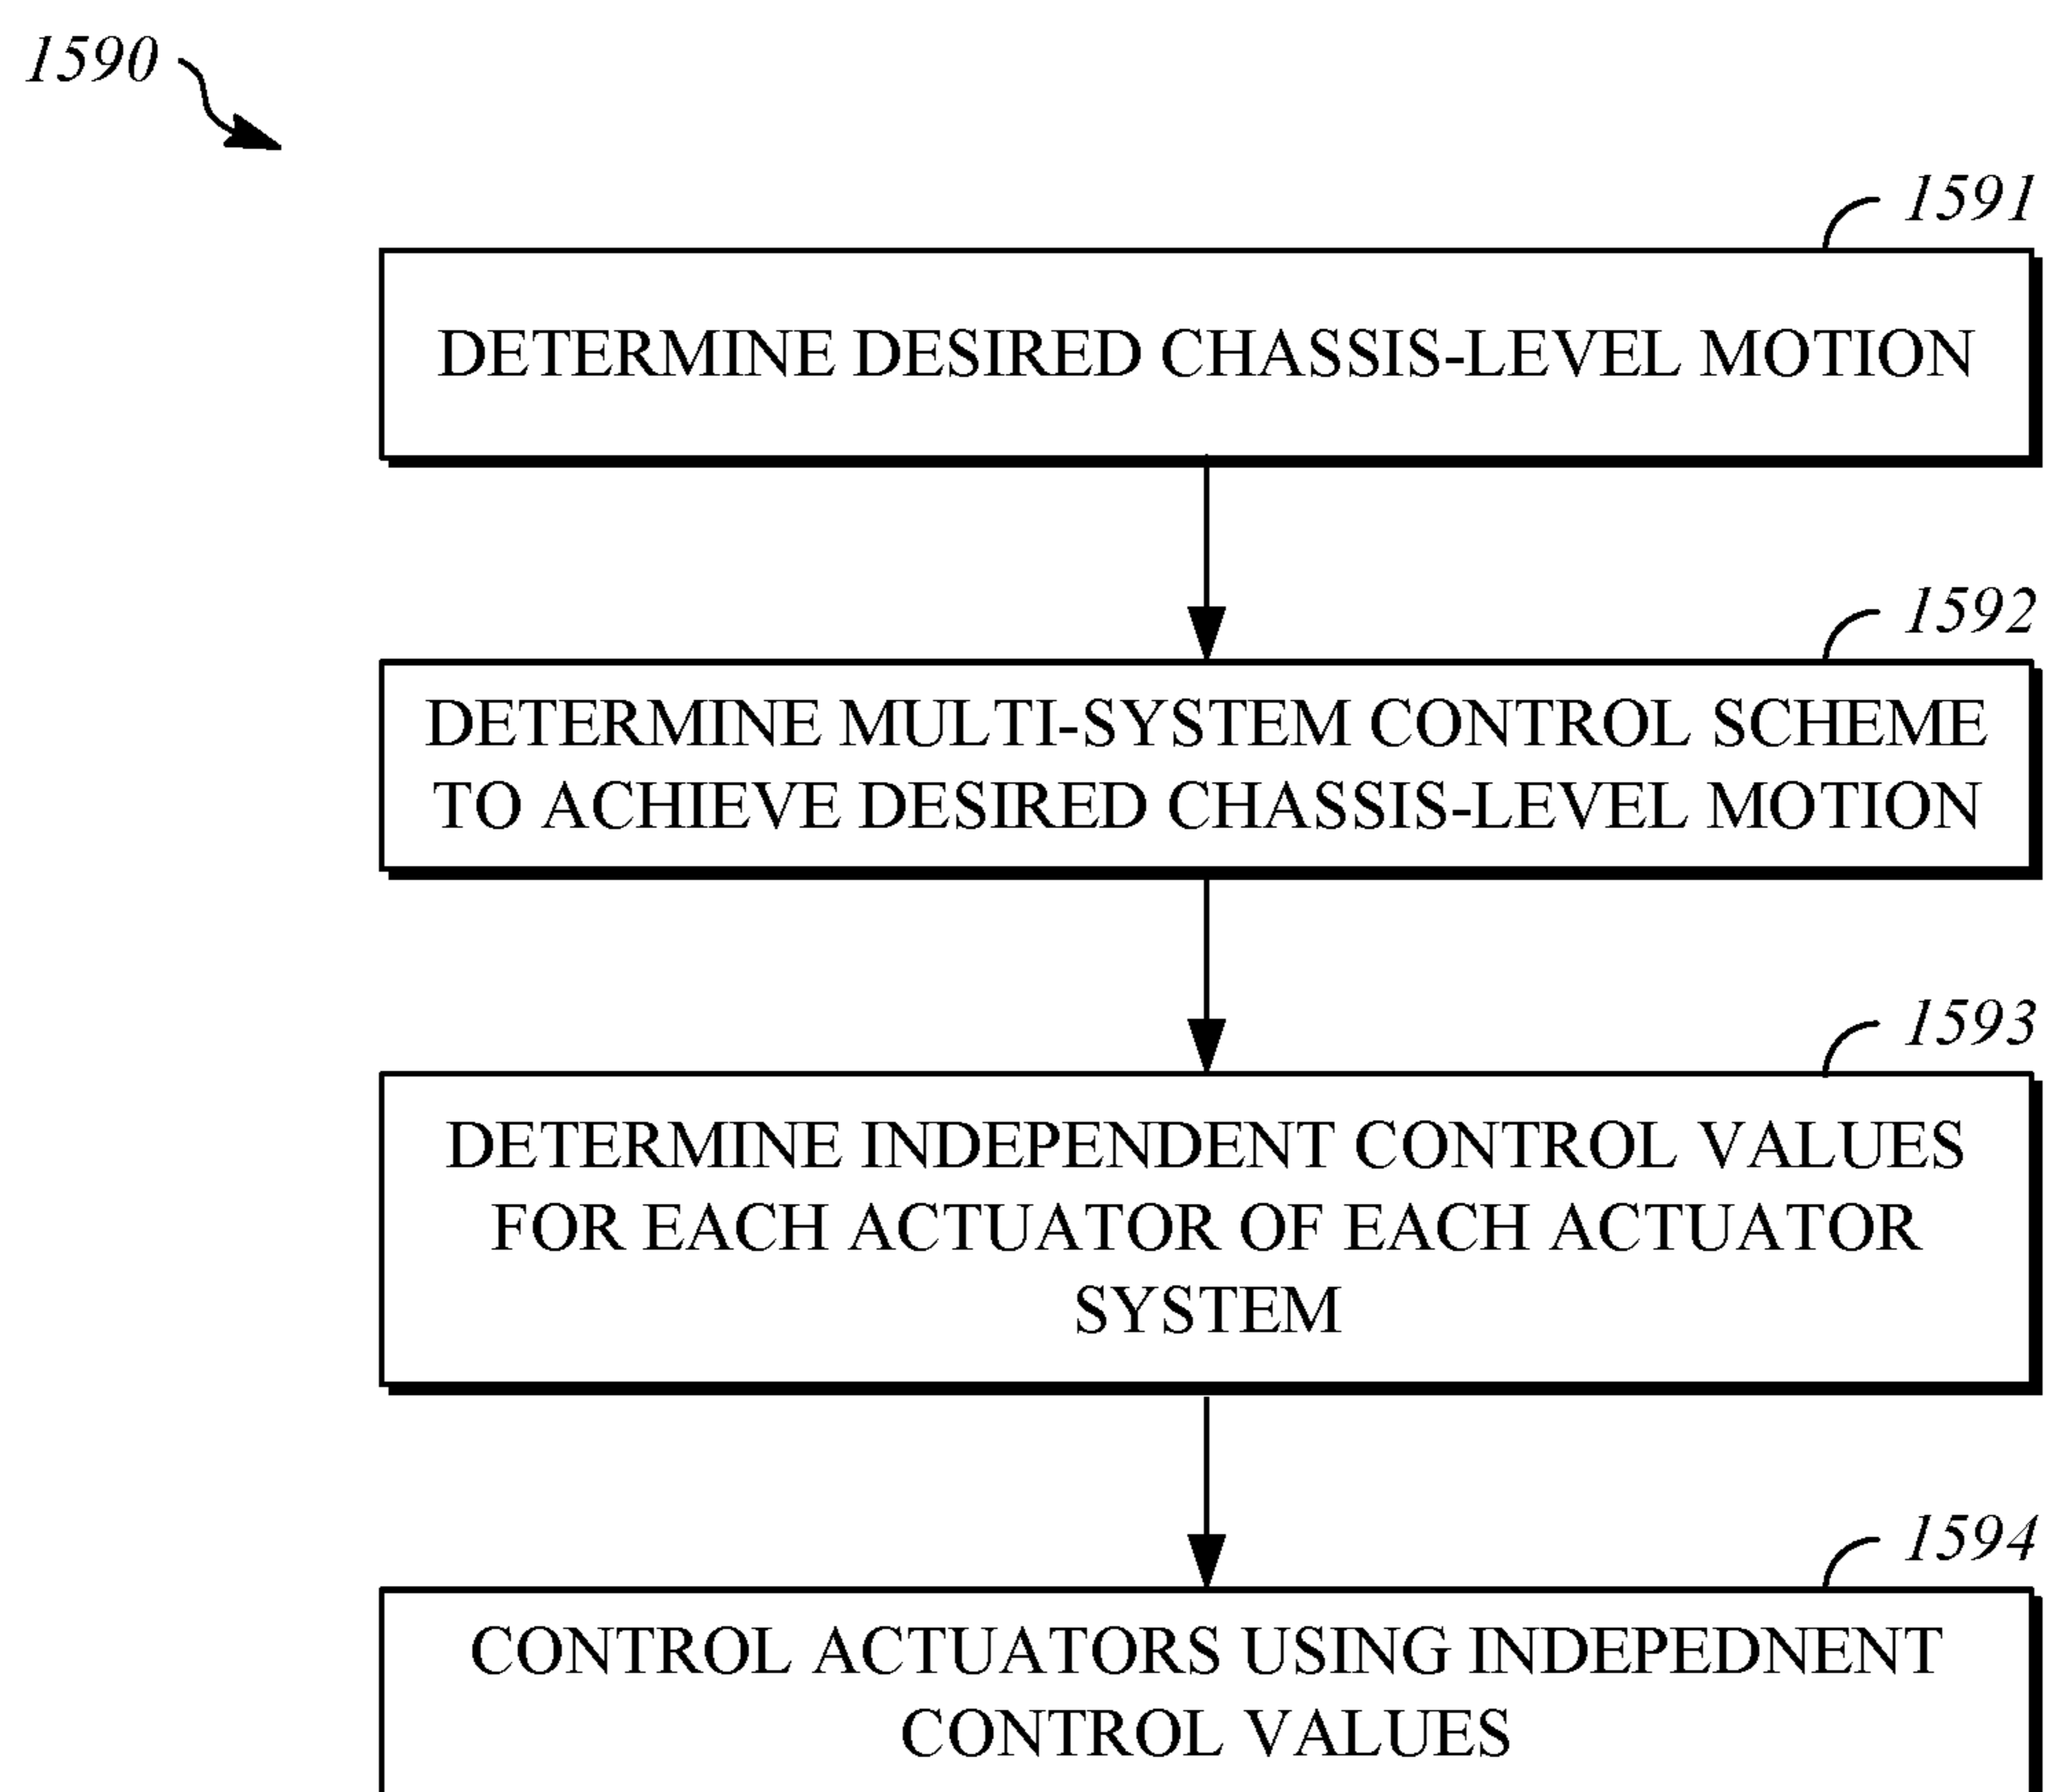 1590
1591
DETERMINE DESIRED CHASSIS-LEVEL MOTION
1592
DETERMINE MULTI-SYSTEM CONTROL SCHEME
TO ACHIEVE DESIRED CHASSIS-LEVEL MOTION
1593
DETERMINE INDEPENDENT CONTROL VALUES
FOR EACH ACTUATOR OF EACH ACTUATOR
SYSTEM
1594
CONTROL ACTUATORS USING INDEPEDNENT
CONTROL VALUES